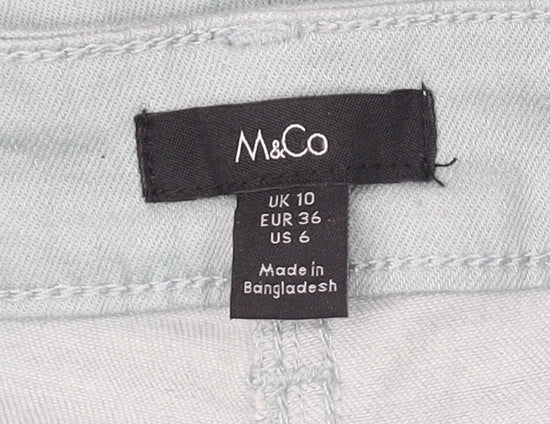 M&Co
UK 10
EUR 36
US 6
Made in
Bangladesh